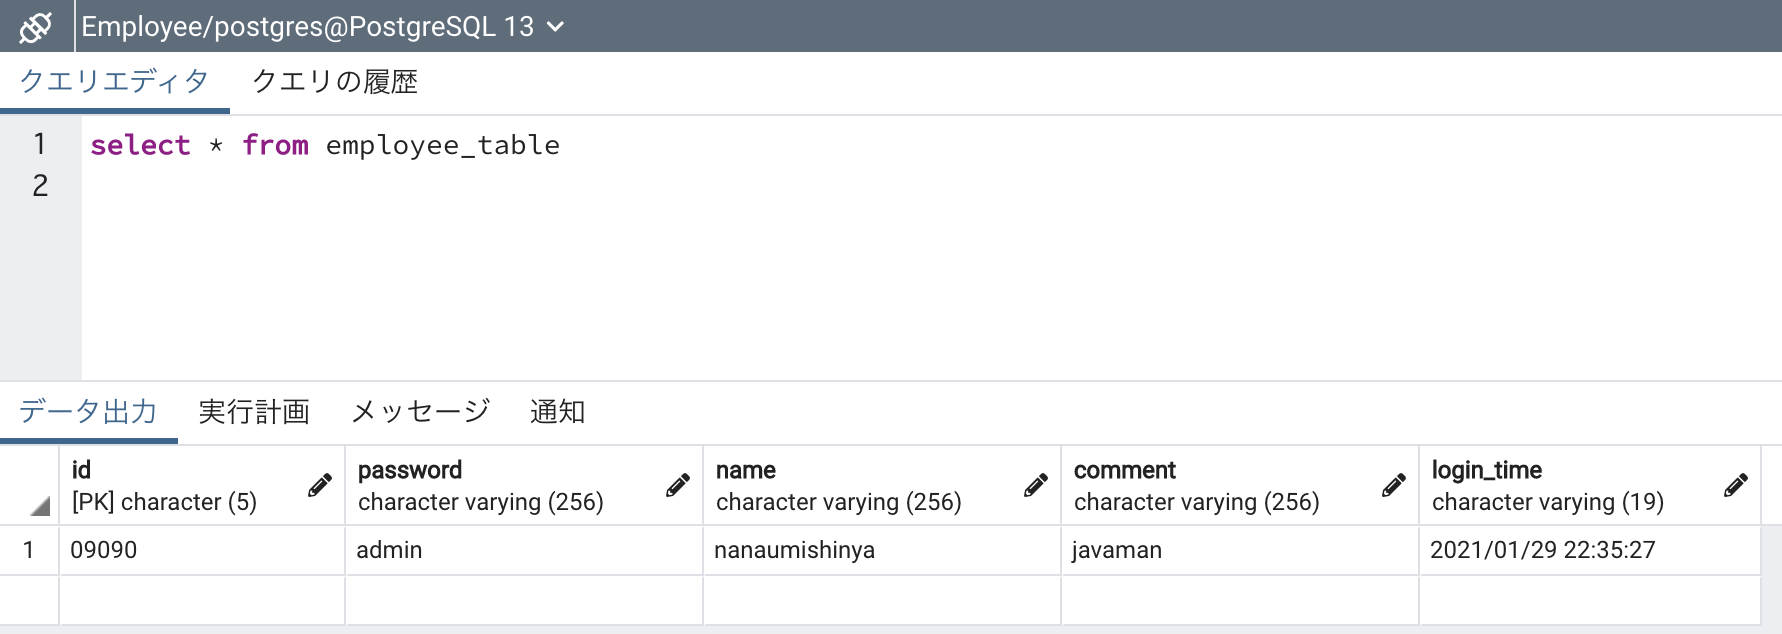 Employee/postgres@PostgreSQL 13
クエリエディタ クエリの履歴
1 select * from employee_table
2
データ出力 実行計画 メッセージ 通知
id password name comment login_time
[PK] character (5) character varying (256) character varying (256) character varying (256) character varying (19)
1 09090 admin nanaumishinya javaman 2021/01/29 22:35:27